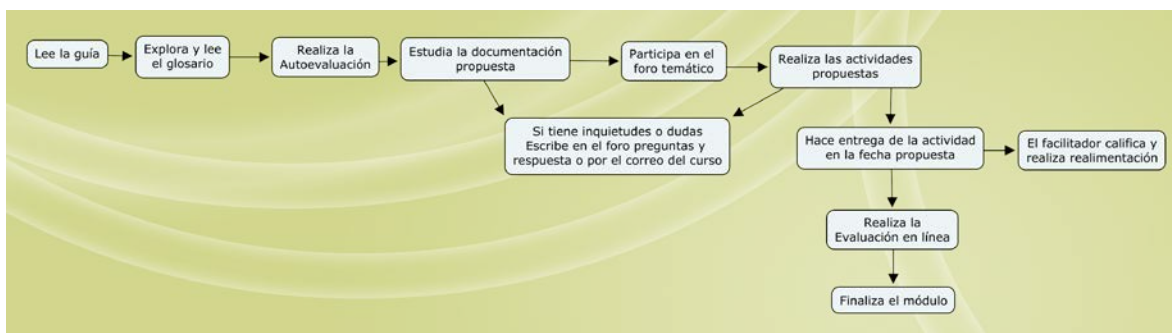 Lee la guía
Explora y lee
el glosario
Realiza la
Autoevaluación
Estudia la documentación
propuesta
Participa en el
foro temático
Realiza las actividades
propuestas
Si tiene inquietudes o dudas
Escribe en el foro preguntas y
respuesta o por el correo del curso
Hace entrega de la actividad
en la fecha propuesta
El facilitador califica y
realiza realimentación
Realiza la
Evaluación en línea
Finaliza el módulo